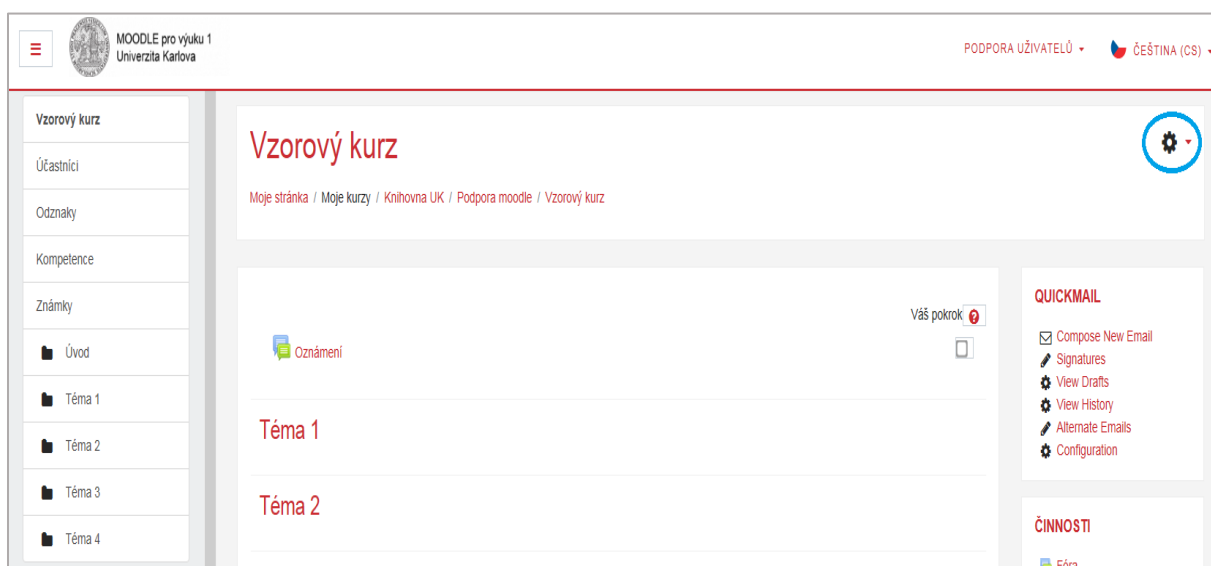 MOODLE pro výuku 1
Univerzita Karlova
PODPORA UŽIVATELŮ
ČEŠTINA (CS)
Vzorový kurz
Účastníci
Odznaky
Kompetence
Známky
Úvod
Téma 1
Téma 2
Téma 3
Téma 4
Vzorový kurz
Moje stránka / Moje kurzy / Knihovna UK / Podpora moodle / Vzorový kurz
Váš pokrok
Oznámení
Téma 1
Téma 2
QUICKMAIL
Compose New Email
Signatures
View Drafts
View History
Alternate Emails
Configuration
ČINNOSTI
Fóra